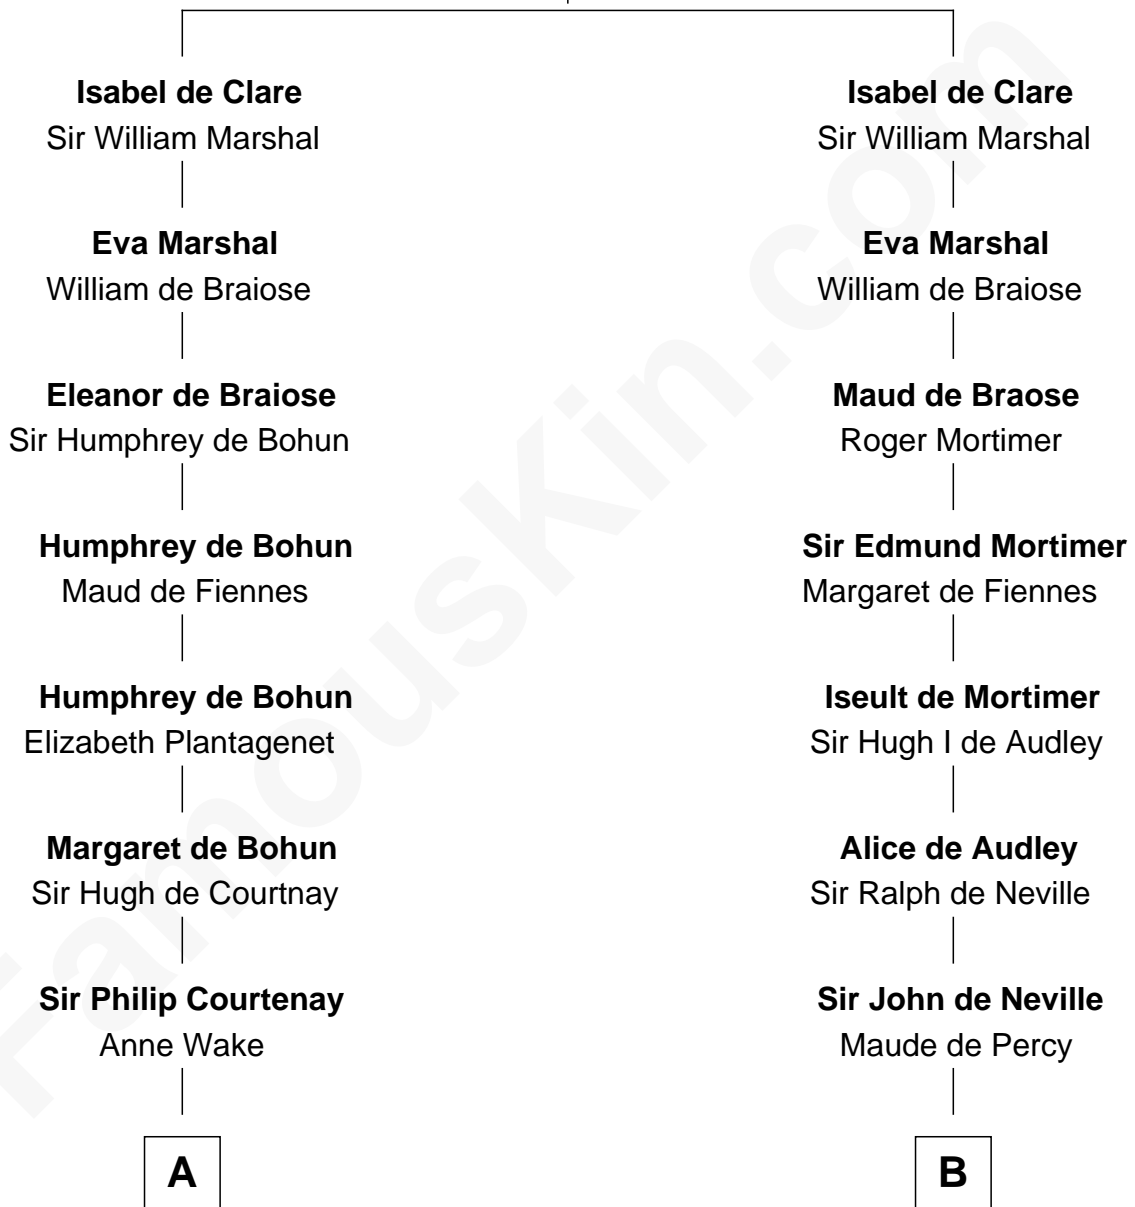 Isabel de Clare
Sir William Marshal
Eva Marshal
William de Braiose
Eleanor de Braiose
Sir Humphrey de Bohun
Humphrey de Bohun
Maud de Fiennes
Humphrey de Bohun
Elizabeth Plantagenet
Margaret de Bohun
Sir Hugh de Courtnay
Sir Philip Courtenay
Anne Wake
A
Isabel de Clare
Sir William Marshal
Eva Marshal
William de Braiose
Maud de Braose
Roger Mortimer
Sir Edmund Mortimer
Margaret de Fiennes
Iseult de Mortimer
Sir Hugh I de Audley
Alice de Audley
Sir Ralph de Neville
Sir John de Neville
Maude de Percy
B
FamousKin.com